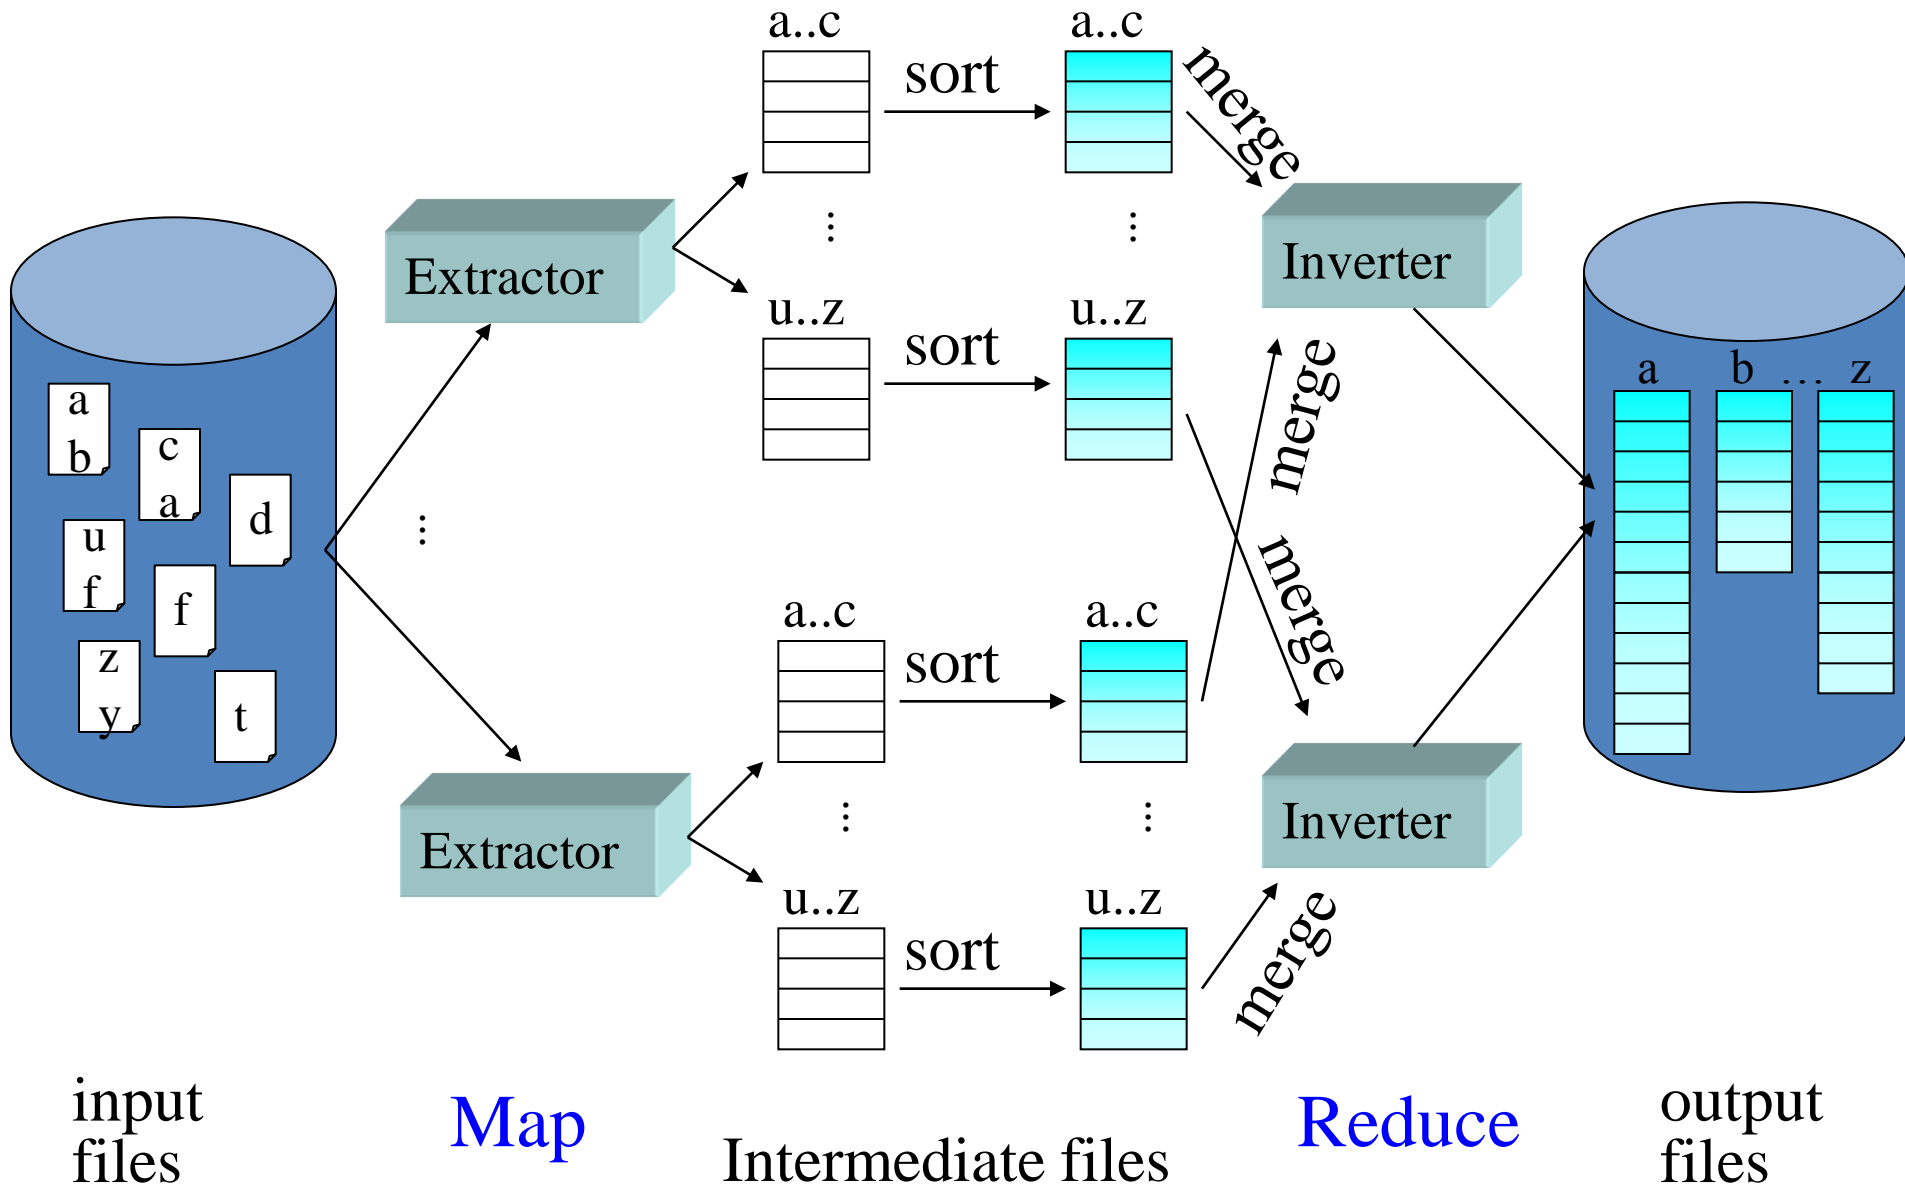 a..c
a..c
sort
merge
Extractor
Inverter
u..z
u..z
sort
merge
a
b … z
a
b
c
a
d
u
f
f
z
y
t
merge
a..c
a..c
sort
Extractor
Inverter
u..z
u..z
sort
merge
input
files
Map
Intermediate files
Reduce
output
files